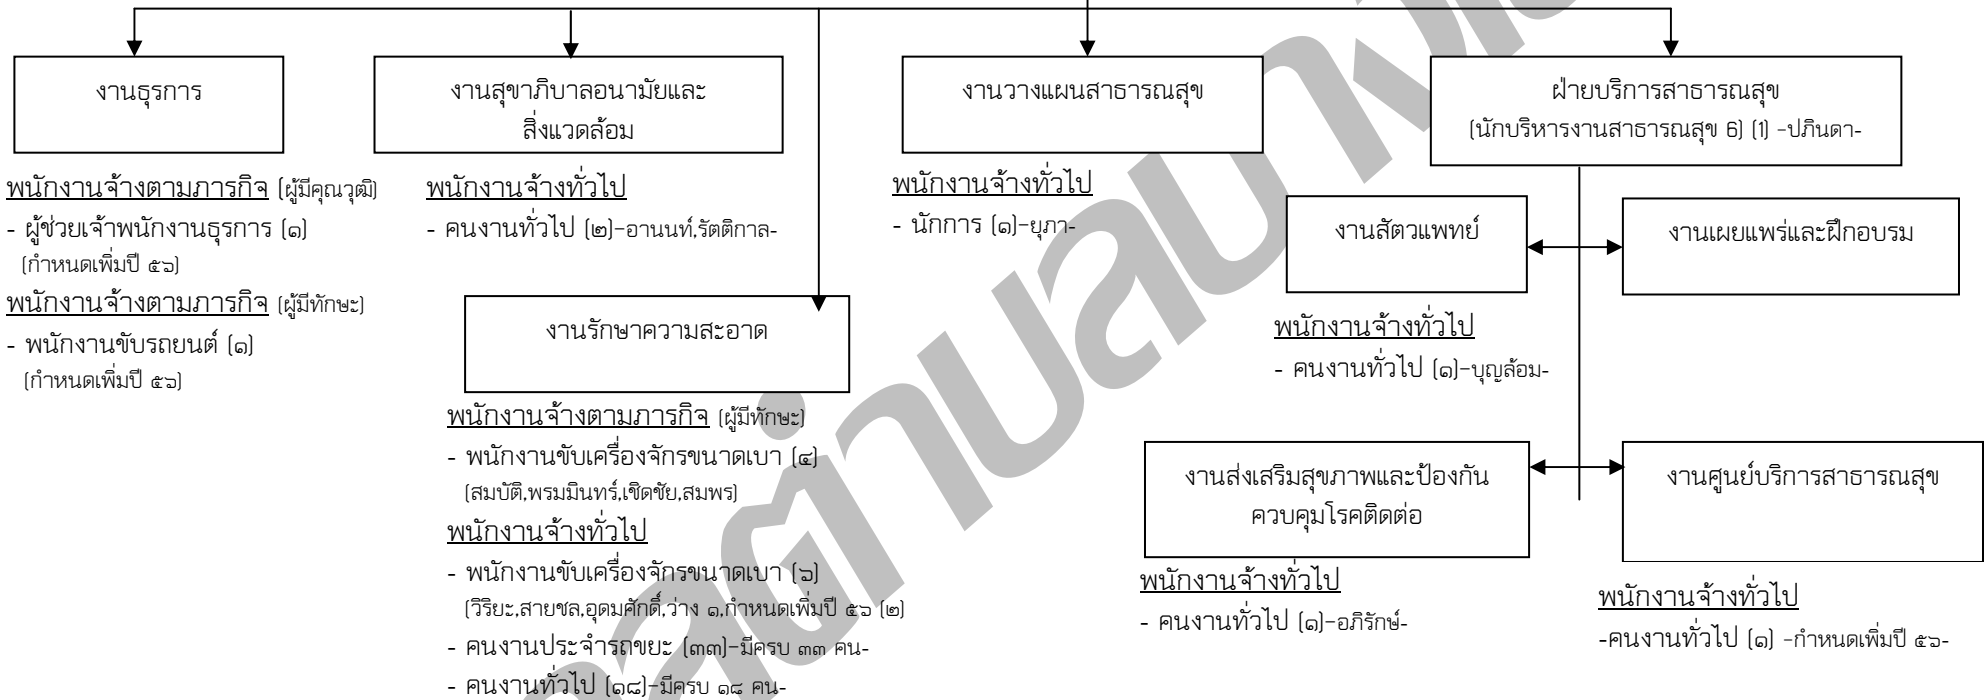 งานธุรการ
พนักงานจ้างตามภารกิจ (ผู้มีคุณวุฒิ)
- ผู้ช่วยเจ้าพนักงานธุรการ (๑)
(กำหนดเพิ่มปี ๕๖)
พนักงานจ้างตามภารกิจ (ผู้มีทักษะ)
- พนักงานขับรถยนต์ (๑)
(กำหนดเพิ่มปี ๕๖)
งานสุขาภิบาลอนามัยและ
สิ่งแวดล้อม
พนักงานจ้างทั่วไป
- คนงานทั่วไป (๒)-อานนท์,รัตติกาล-
งานรักษาความสะอาด
พนักงานจ้างตามภารกิจ (ผู้มีทักษะ)
- พนักงานขับเครื่องจักรขนาดเบา (๔)
(สมบัติ,พรมมินทร์,เชิดชัย,สมพร)
พนักงานจ้างทั่วไป
- พนักงานขับเครื่องจักรขนาดเบา (๖)
(วิริยะ,สายชล,อุดมศักดิ์,ว่าง ๑,กำหนดเพิ่มปี ๕๖ (๒)
- คนงานประจำรถขยะ (๓๓)-มีครบ ๓๓ คน-
- คนงานทั่วไป (๑๘)-มีครบ ๑๘ คน-
งานวางแผนสาธารณสุข
พนักงานจ้างทั่วไป
- นักการ (๑)-ยุภา-
ฝ่ายบริการสาธารณสุข
(นักบริหารงานสาธารณสุข 6) (1) -ปภินดา-
งานสัตวแพทย์
พนักงานจ้างทั่วไป
- คนงานทั่วไป (๑)-บุญล้อม-
งานเผยแพร่และฝึกอบรม
งานส่งเสริมสุขภาพและป้องกัน
ควบคุมโรคติดต่อ
พนักงานจ้างทั่วไป
- คนงานทั่วไป (๑)-อภิรักษ์-
งานศูนย์บริการสาธารณสุข
พนักงานจ้างทั่วไป
-คนงานทั่วไป (๑) -กำหนดเพิ่มปี ๕๖-